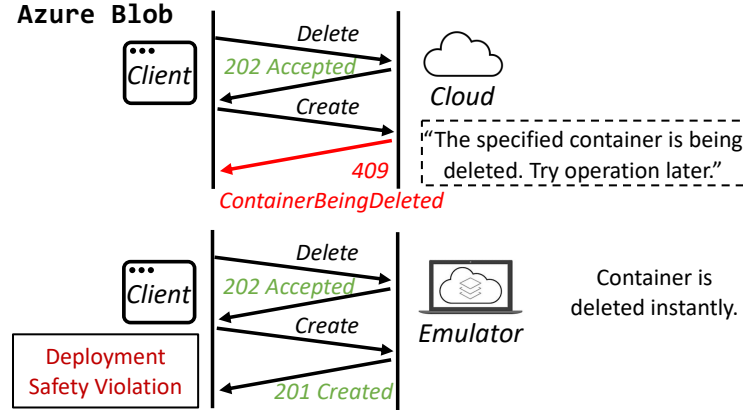 Azure Blob
Delete
Client
202 Accepted
Create
Cloud
“The specified container is being
deleted. Try operation later.”
409
ContainerBeingDeleted
Delete
Client
202 Accepted
Container is
deleted instantly.
Create
Emulator
Deployment
Safety Violation
201 Created